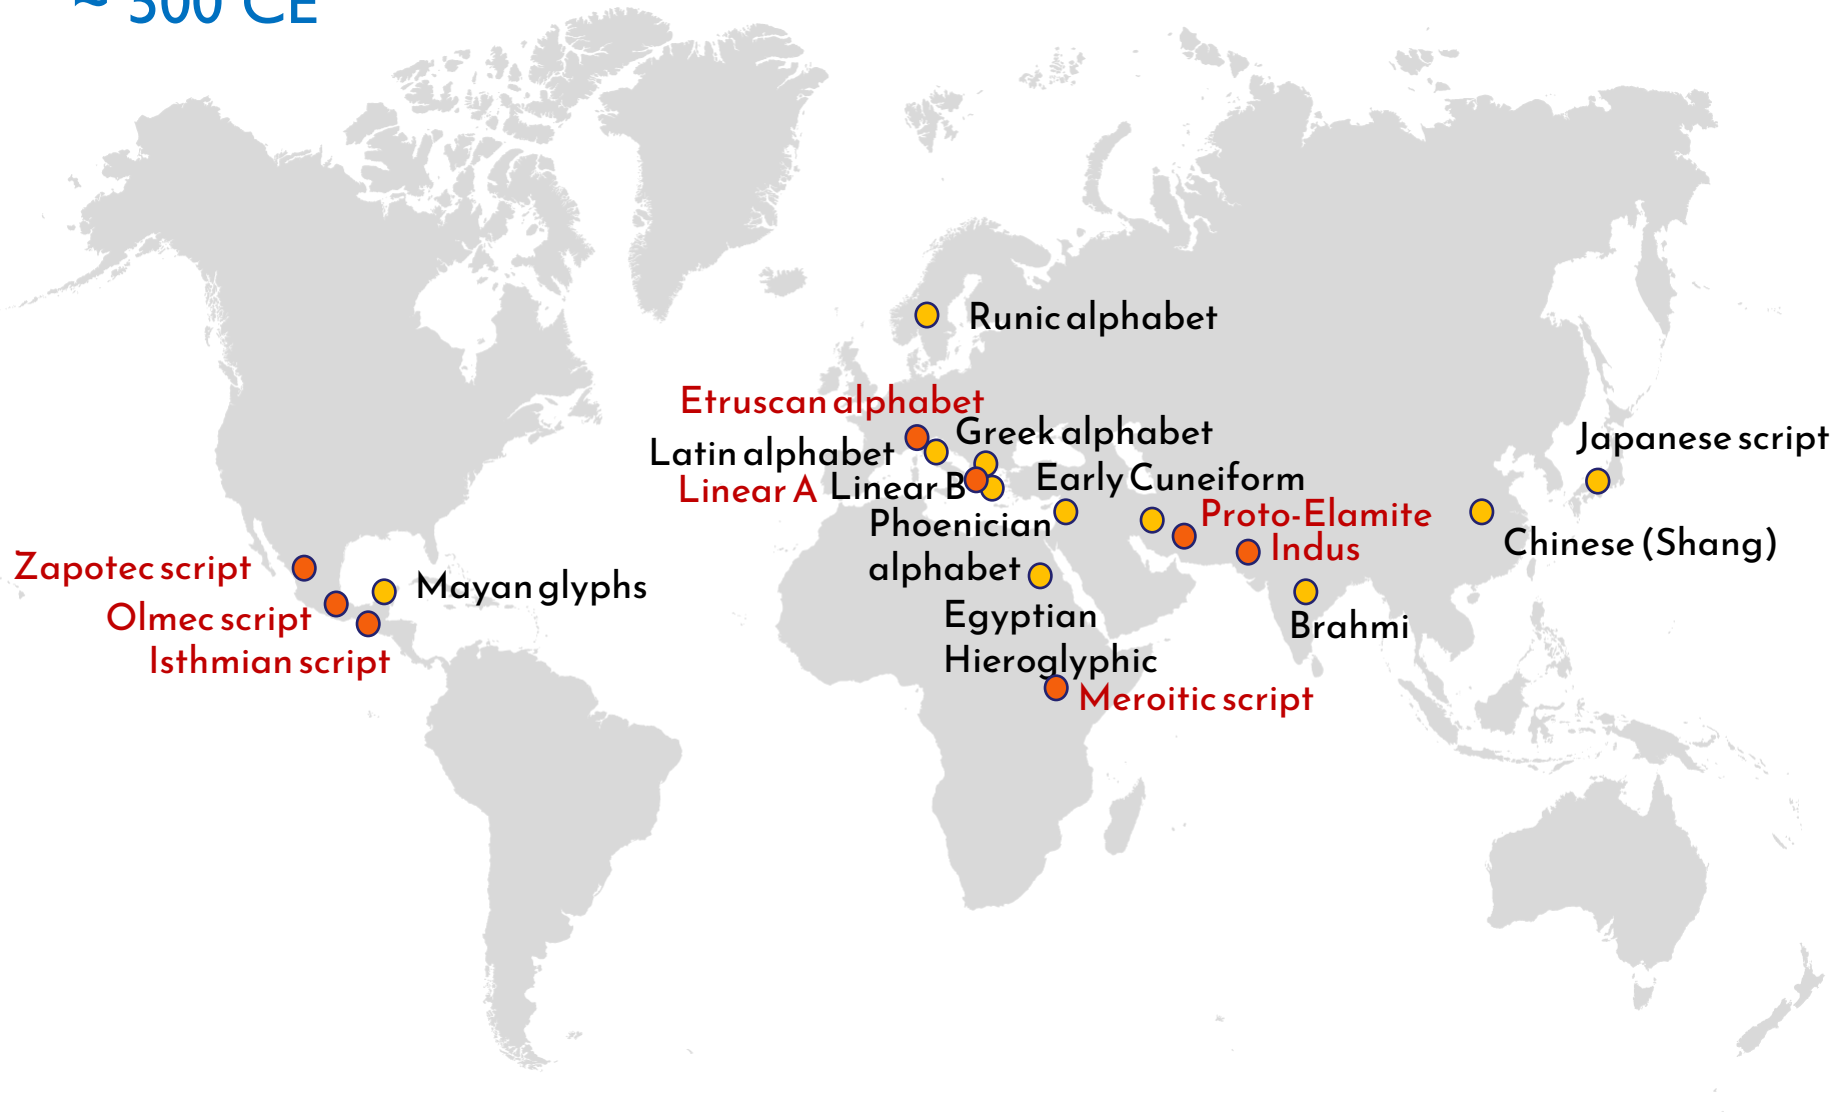 ~ 500 CE
Runic alphabet
Etruscan alphabet
Greek alphabet
Latin alphabet
Linear A
Linear B
Early Cuneiform
Phoenician
alphabet
Proto-Elamite
Indus
Japanese script
Chinese (Shang)
Brahmi
Egyptian
Hieroglyphic
Meroitic script
Zapotec script
Mayan glyphs
Olmec script
Isthmian script